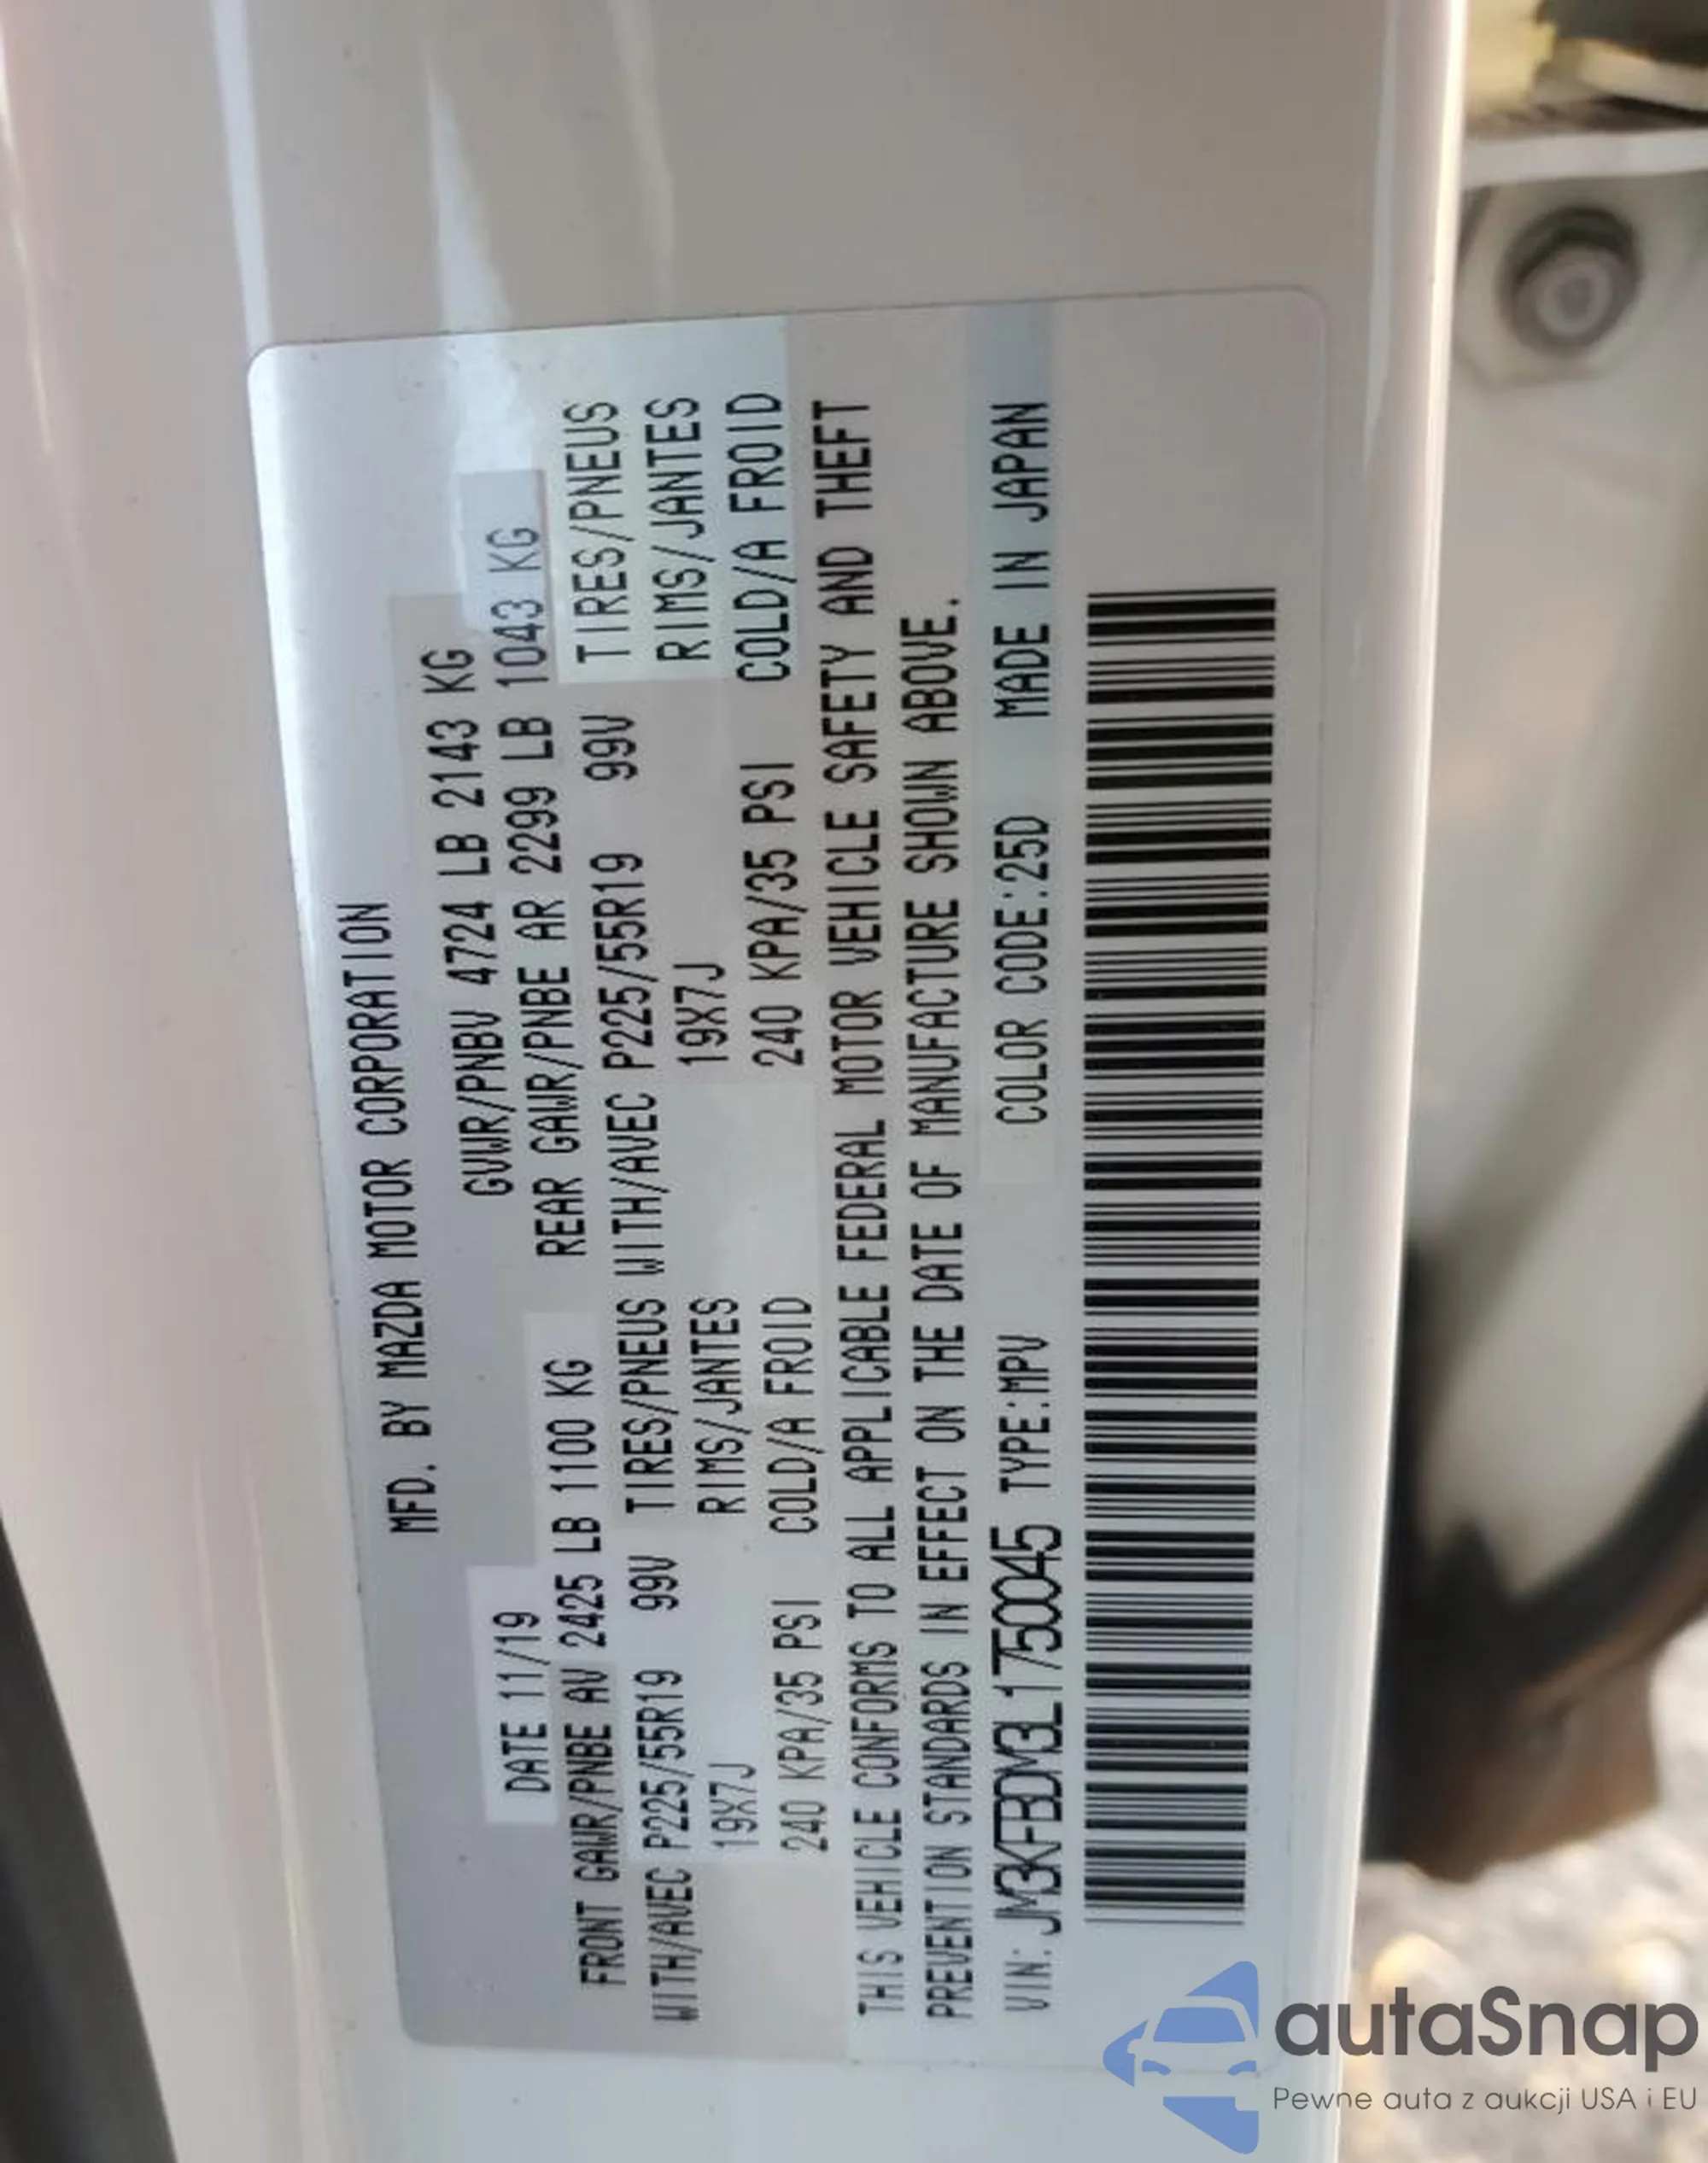 MFD. BY MAZDA MOTOR CORPORATION
DATE 11/19 GVWR/PNBV 4724 LB 2143 KG
FRONT GAWR/PNBE AV 2425 LB 1100 KG REAR GAWR/PNBE AR 2299 LB 1043 KG
WITH/AVEC P225/55R19 99V TIRES/PNEUS WITH/AVEC P225/55R19 99V TIRES/PNEUS
19X7J RIMS/JANTES 19X7J RIMS/JANTES
240 KPA/35 PSI COLD/A FROID 240 KPA/35 PSI COLD/A FROID
THIS VEHICLE CONFORMS TO ALL APPLICABLE FEDERAL MOTOR VEHICLE SAFETY AND THEFT
PREVENTION STANDARDS IN EFFECT ON THE DATE OF MANUFACTURE SHOWN ABOVE.
VIN: JM3KFBDM3L1750045 TYPE:MPV COLOR CODE:25D MADE IN JAPAN
autaSnap
Pewne auta z aukcji USA i EU